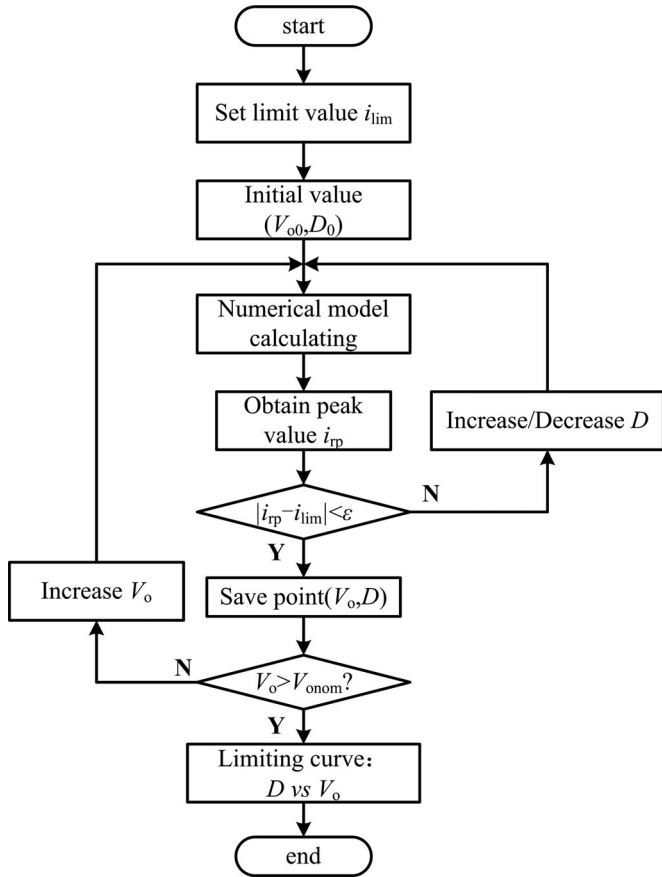 start
Set limit value i_lim
Initial value
(V_o0,D_0)
Numerical model
calculating
Obtain peak
value i_rp
Increase/Decrease D
|i_rp−i_lim|<ε
N
Y
Increase V_o
Save point(V_o,D)
N
V_o>V_onom?
Y
Limiting curve：
D vs V_o
end